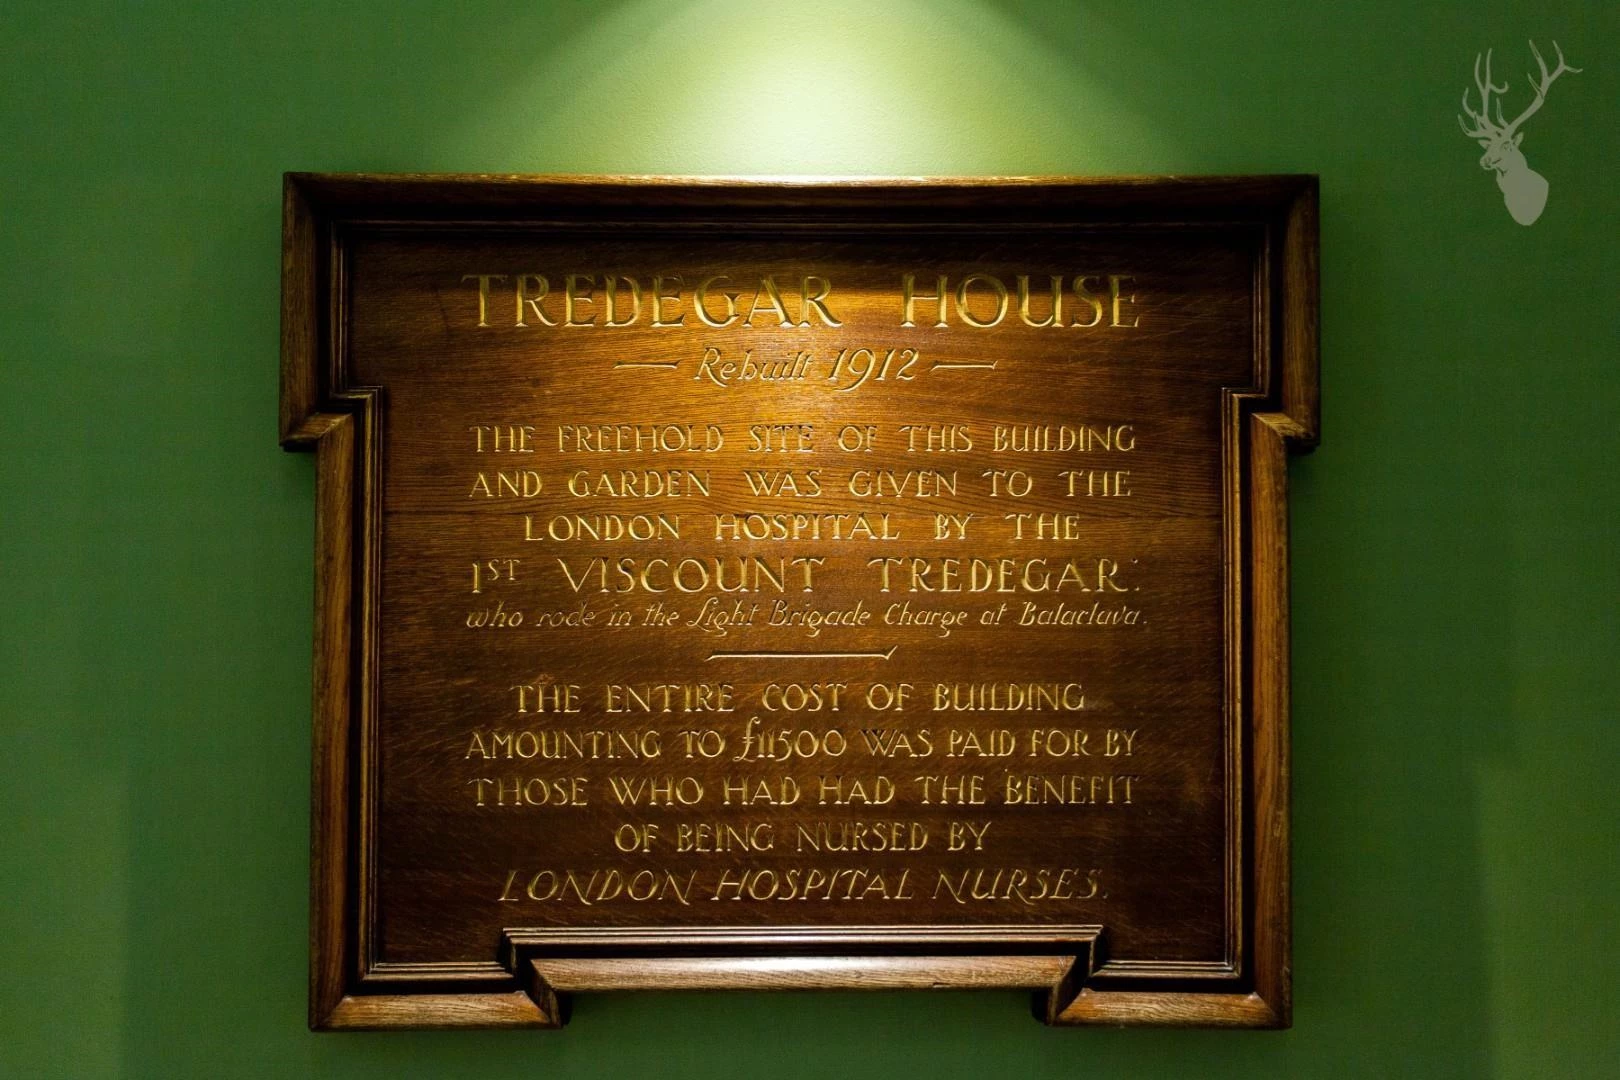 TREDEGAR HOUSE
— Rebuilt 1912 —
THE FREEHOLD SITE OF THIS BUILDING
AND GARDEN WAS GIVEN TO THE
LONDON HOSPITAL BY THE
1ST VISCOUNT TREDEGAR:
who rode in the Light Brigade Charge at Balaclava.
THE ENTIRE COST OF BUILDING
AMOUNTING TO £11500 WAS PAID FOR BY
THOSE WHO HAD HAD THE BENEFIT
OF BEING NURSED BY
LONDON HOSPITAL NURSES.